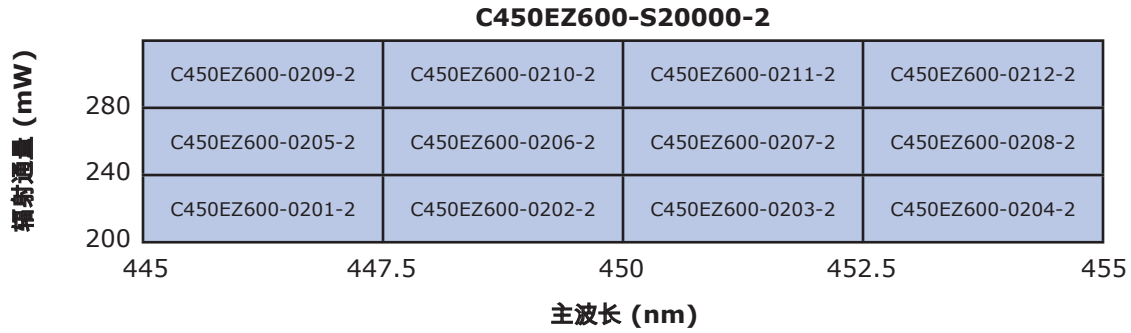 C450EZ600-S20000-2
辐射通量 (mW)
C450EZ600-0209-2 C450EZ600-0210-2 C450EZ600-0211-2 C450EZ600-0212-2
280
C450EZ600-0205-2 C450EZ600-0206-2 C450EZ600-0207-2 C450EZ600-0208-2
240
C450EZ600-0201-2 C450EZ600-0202-2 C450EZ600-0203-2 C450EZ600-0204-2
200
445 447.5 450 452.5 455
主波长 (nm)